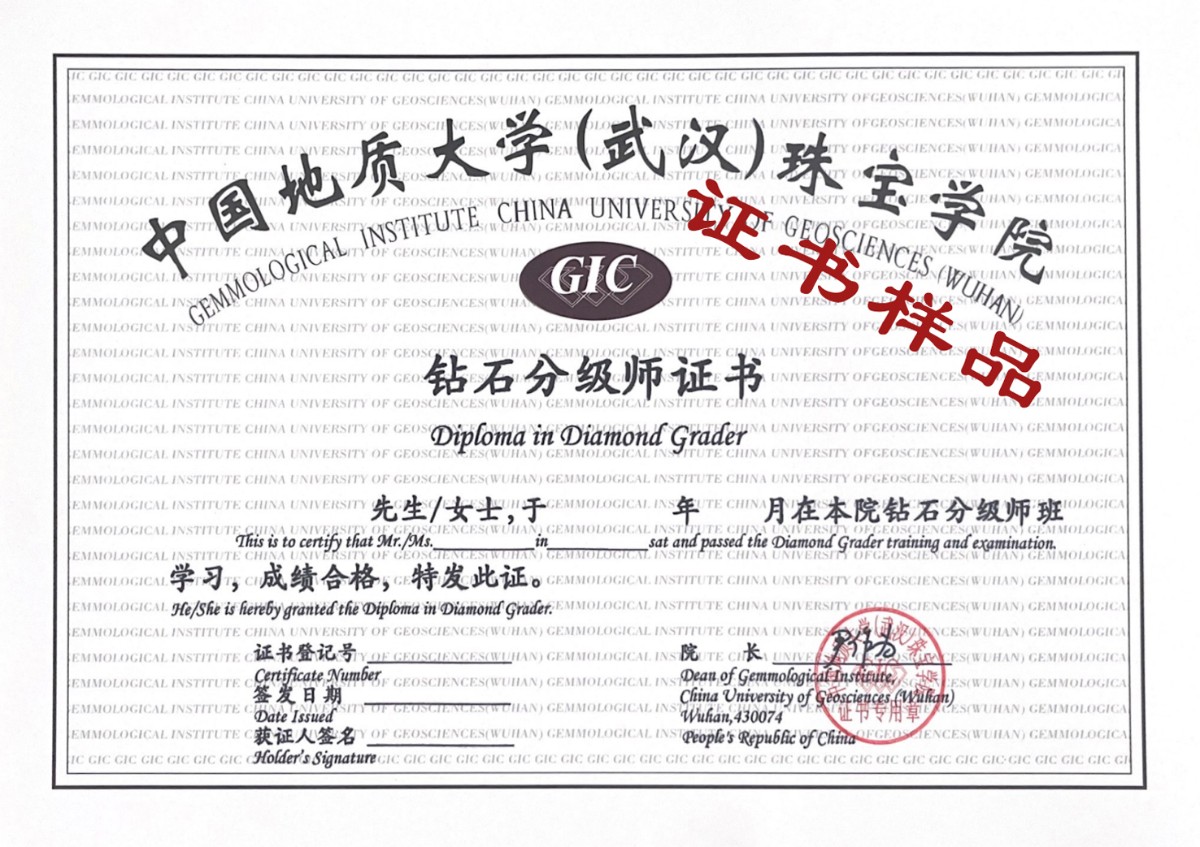 中国地质大学(武汉)珠宝学院
GEMMOLOGICAL INSTITUTE CHINA UNIVERSITY OF GEOSCIENCES (WUHAN)
GIC
证书样品
钻石分级师证书
Diploma in Diamond Grader
先生/女士,于 年 月在本院钻石分级师班
This is to certify that Mr./Ms.__________in__________sat and passed the Diamond Grader training and examination.
学习，成绩合格，特发此证。
He/She is hereby granted the Diploma in Diamond Grader.
证书登记号
Certificate Number
签发日期
Date Issued
获证人签名
Holder's Signature
院 长
Dean of Gemmological Institute,
China University of Geosciences (Wuhan)
Wuhan,430074
People's Republic of China
证书专用章